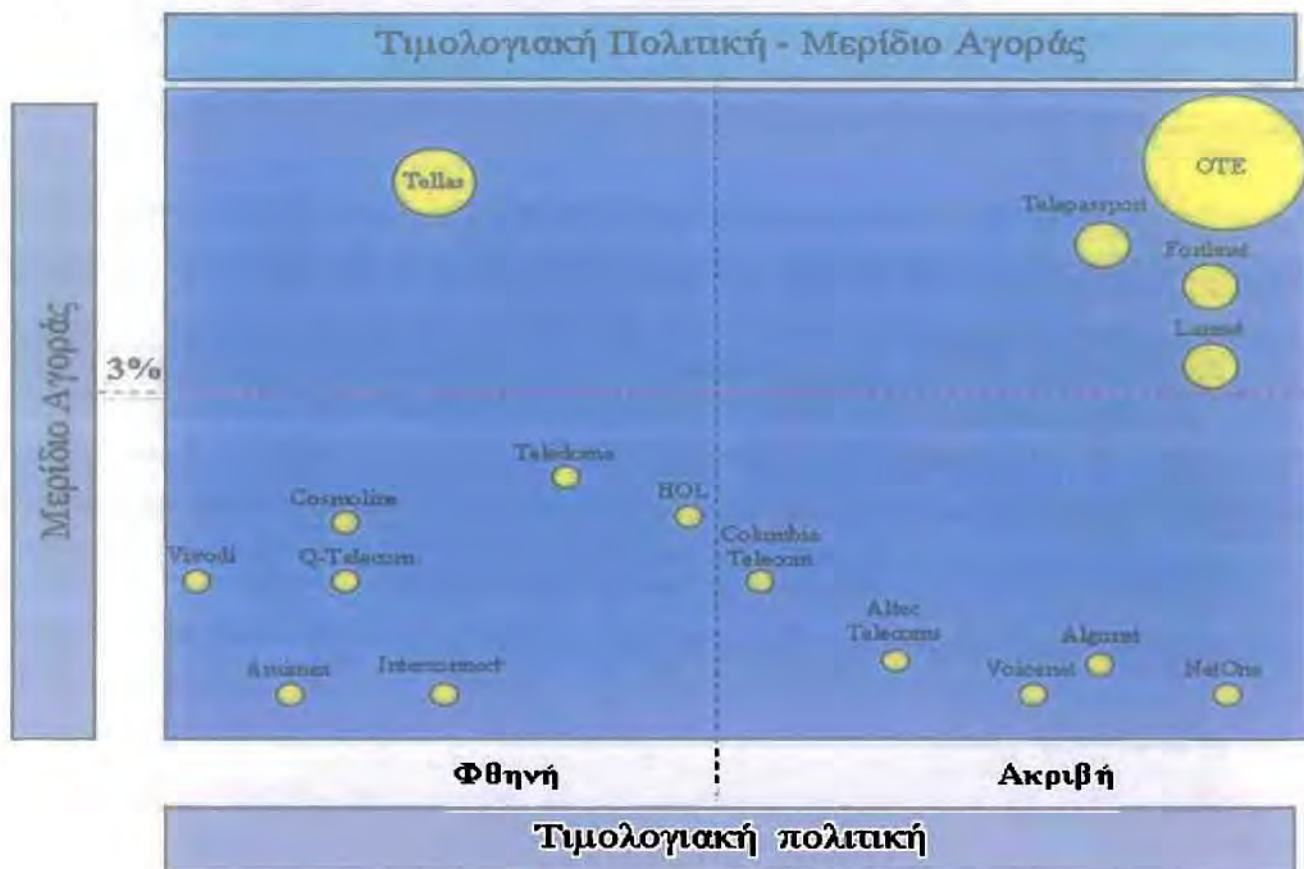 Τιμολογιακή Πολιτική - Μερίδιο Αγοράς
OTE
Tellas
Telepassport
Forthnet
Lannet
Μερίδιο Αγοράς
3%
Teledome
HOL
Cosmoline
Columbia
Telecom
Vivodi
Q-Telecom
Altec
Telecoms
Algonet
Interconnect
Voicenet
NetOne
Φθηνή
Ακριβή
Τιμολογιακή πολιτική